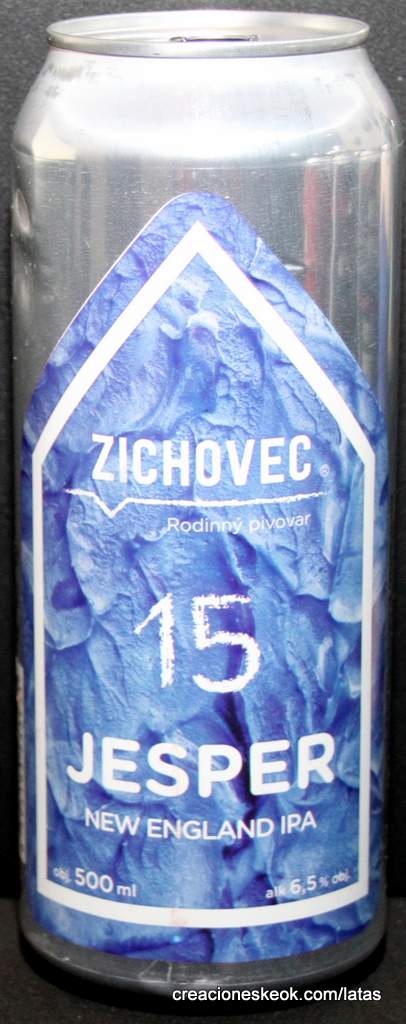 ZICHOVEC®
Rodinný pivovar
15
JESPER
NEW ENGLAND IPA
obj. 500 ml
alk 6,5 % obj.
creacioneskeok.com/latas